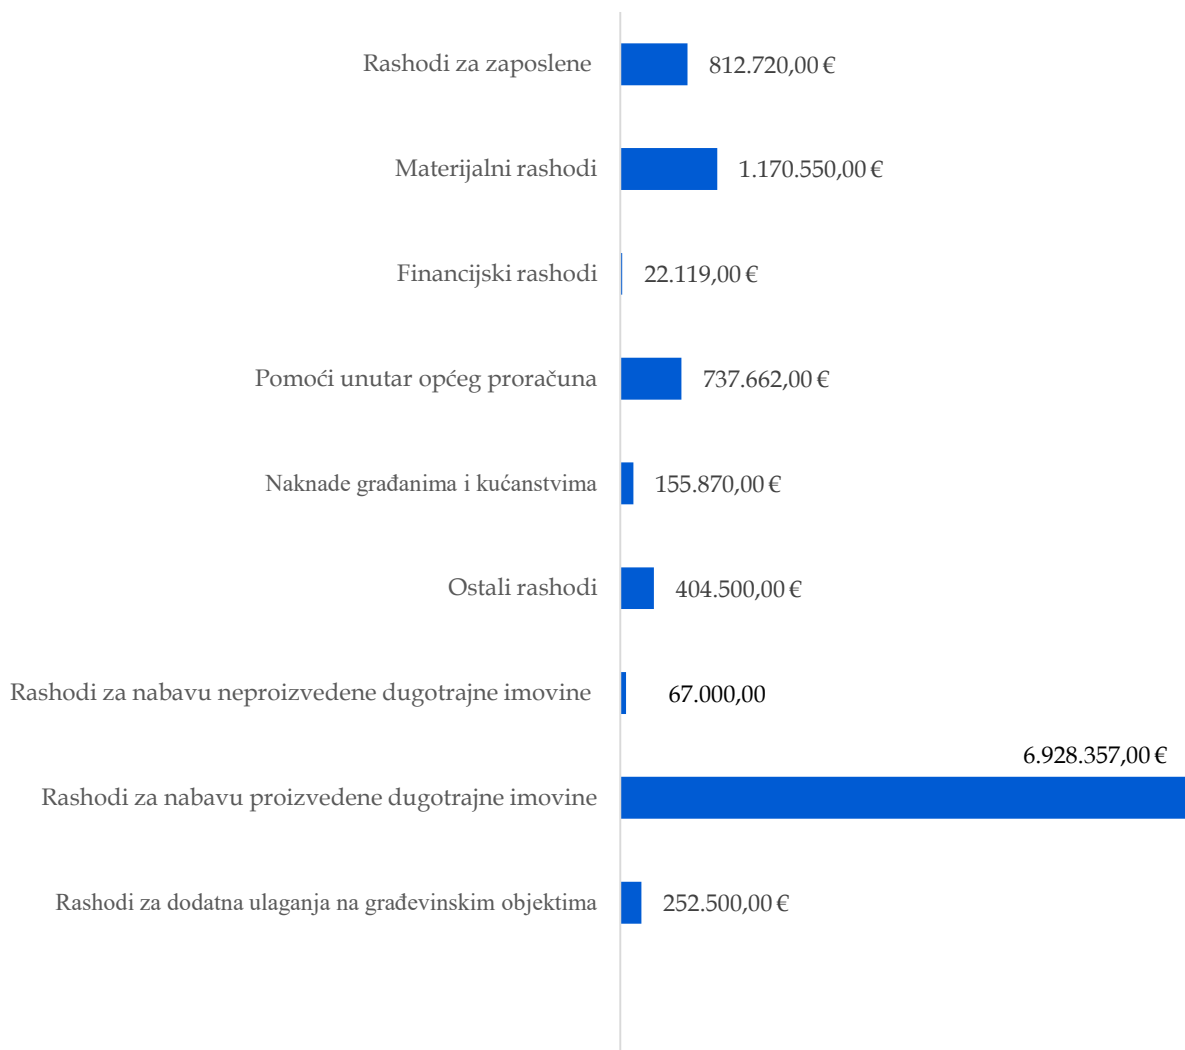 Rashodi za zaposlene 812.720,00 €
Materijalni rashodi 1.170.550,00 €
Financijski rashodi 22.119,00 €
Pomoći unutar općeg proračuna 737.662,00 €
Naknade građanima i kućanstvima 155.870,00 €
Ostali rashodi 404.500,00 €
Rashodi za nabavu neproizvedene dugotrajne imovine 67.000,00
6.928.357,00 €
Rashodi za nabavu proizvedene dugotrajne imovine
Rashodi za dodatna ulaganja na građevinskim objektima 252.500,00 €